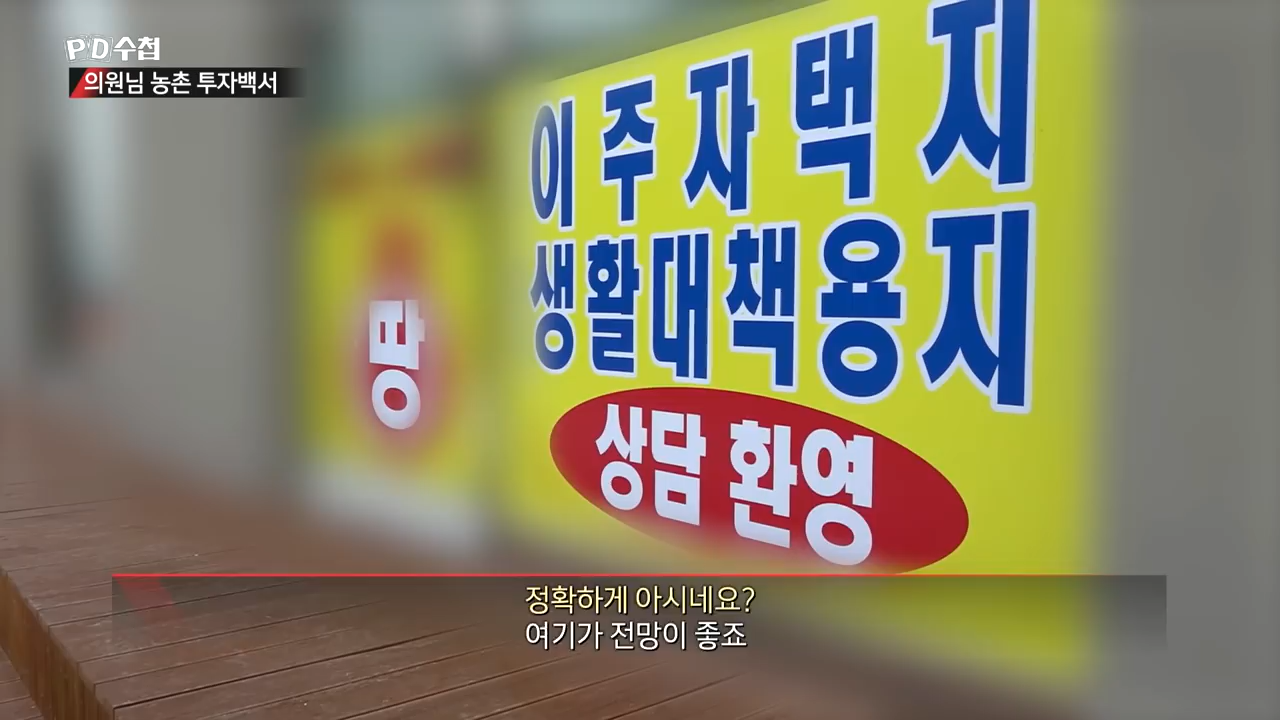 PD수첩
의원님 농촌 투자백서
이주자택지
생활대책용지
상담 환영
정확하게 아시네요?
여기가 전망이 좋죠